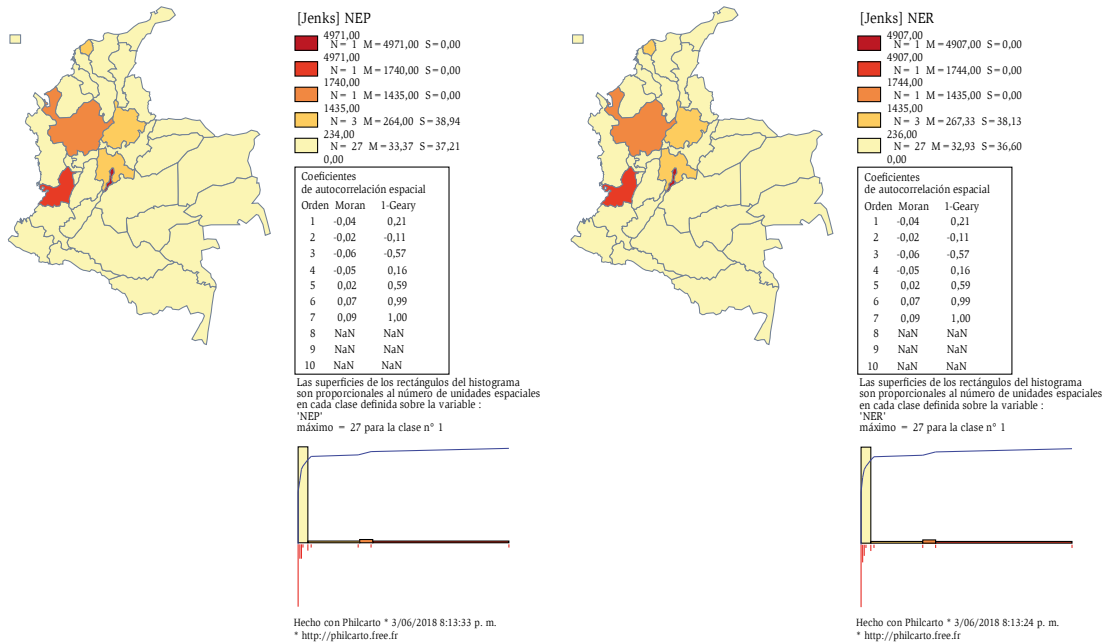 [Jenks] NEP
4971,00
N = 1 M = 4971,00 S = 0,00
4971,00
N = 1 M = 1740,00 S = 0,00
1740,00
N = 1 M = 1435,00 S = 0,00
1435,00
N = 3 M = 264,00 S = 38,94
234,00
N = 27 M = 33,37 S = 37,21
0,00
Coeficientes
de autocorrelación espacial
Orden Moran 1-Geary
1 -0,04 0,21
2 -0,02 -0,11
3 -0,06 -0,57
4 -0,05 0,16
5 0,02 0,59
6 0,07 0,99
7 0,09 1,00
8 NaN NaN
9 NaN NaN
10 NaN NaN
Las superficies de los rectángulos del histograma
son proporcionales al número de unidades espaciales
en cada clase definida sobre la variable :
'NEP'
máximo = 27 para la clase n° 1
Hecho con Philcarto * 3/06/2018 8:13:33 p. m.
* http://philcarto.free.fr
[Jenks] NER
4907,00
N = 1 M = 4907,00 S = 0,00
4907,00
N = 1 M = 1744,00 S = 0,00
1744,00
N = 1 M = 1435,00 S = 0,00
1435,00
N = 3 M = 267,33 S = 38,13
236,00
N = 27 M = 32,93 S = 36,60
0,00
Coeficientes
de autocorrelación espacial
Orden Moran 1-Geary
1 -0,04 0,21
2 -0,02 -0,11
3 -0,06 -0,57
4 -0,05 0,16
5 0,02 0,59
6 0,07 0,99
7 0,09 1,00
8 NaN NaN
9 NaN NaN
10 NaN NaN
Las superficies de los rectángulos del histograma
son proporcionales al número de unidades espaciales
en cada clase definida sobre la variable :
'NER'
máximo = 27 para la clase n° 1
Hecho con Philcarto * 3/06/2018 8:13:24 p. m.
* http://philcarto.free.fr